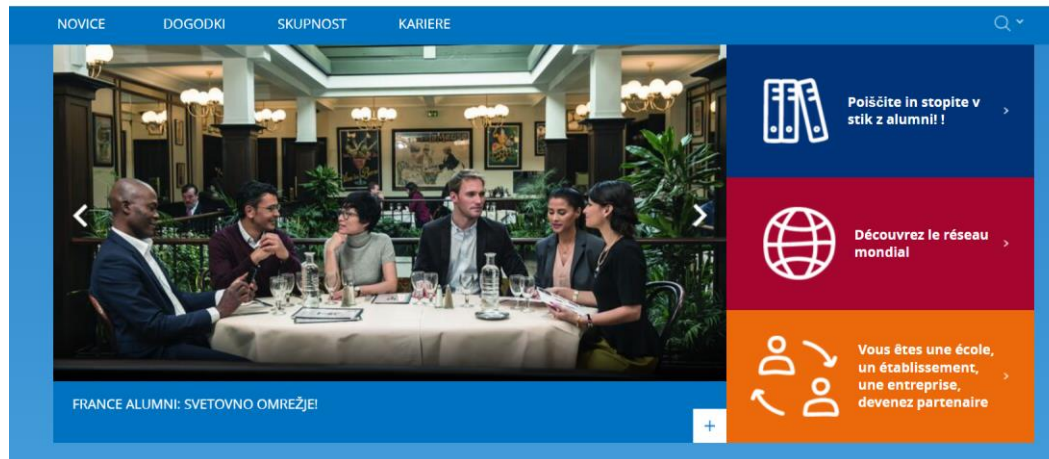 NOVICE DOGODKI SKUPNOST KARIERE
Poiščite in stopite v
stik z alumni! !
Découvrez le réseau
mondial
Vous êtes une école,
un établissement,
une entreprise,
devenez partenaire
FRANCE ALUMNI: SVETOVNO OMREŽJE!
+